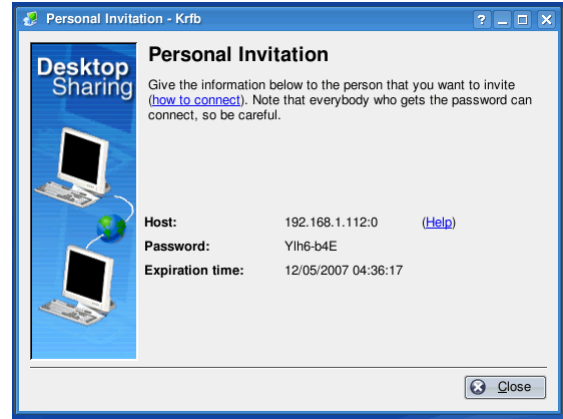 Personal Invitation - Krfb
Desktop
Sharing
Personal Invitation
Give the information below to the person that you want to invite
(how to connect). Note that everybody who gets the password can
connect, so be careful.
Host: 192.168.1.112:0 (Help)
Password: Ylh6-b4E
Expiration time: 12/05/2007 04:36:17
Close